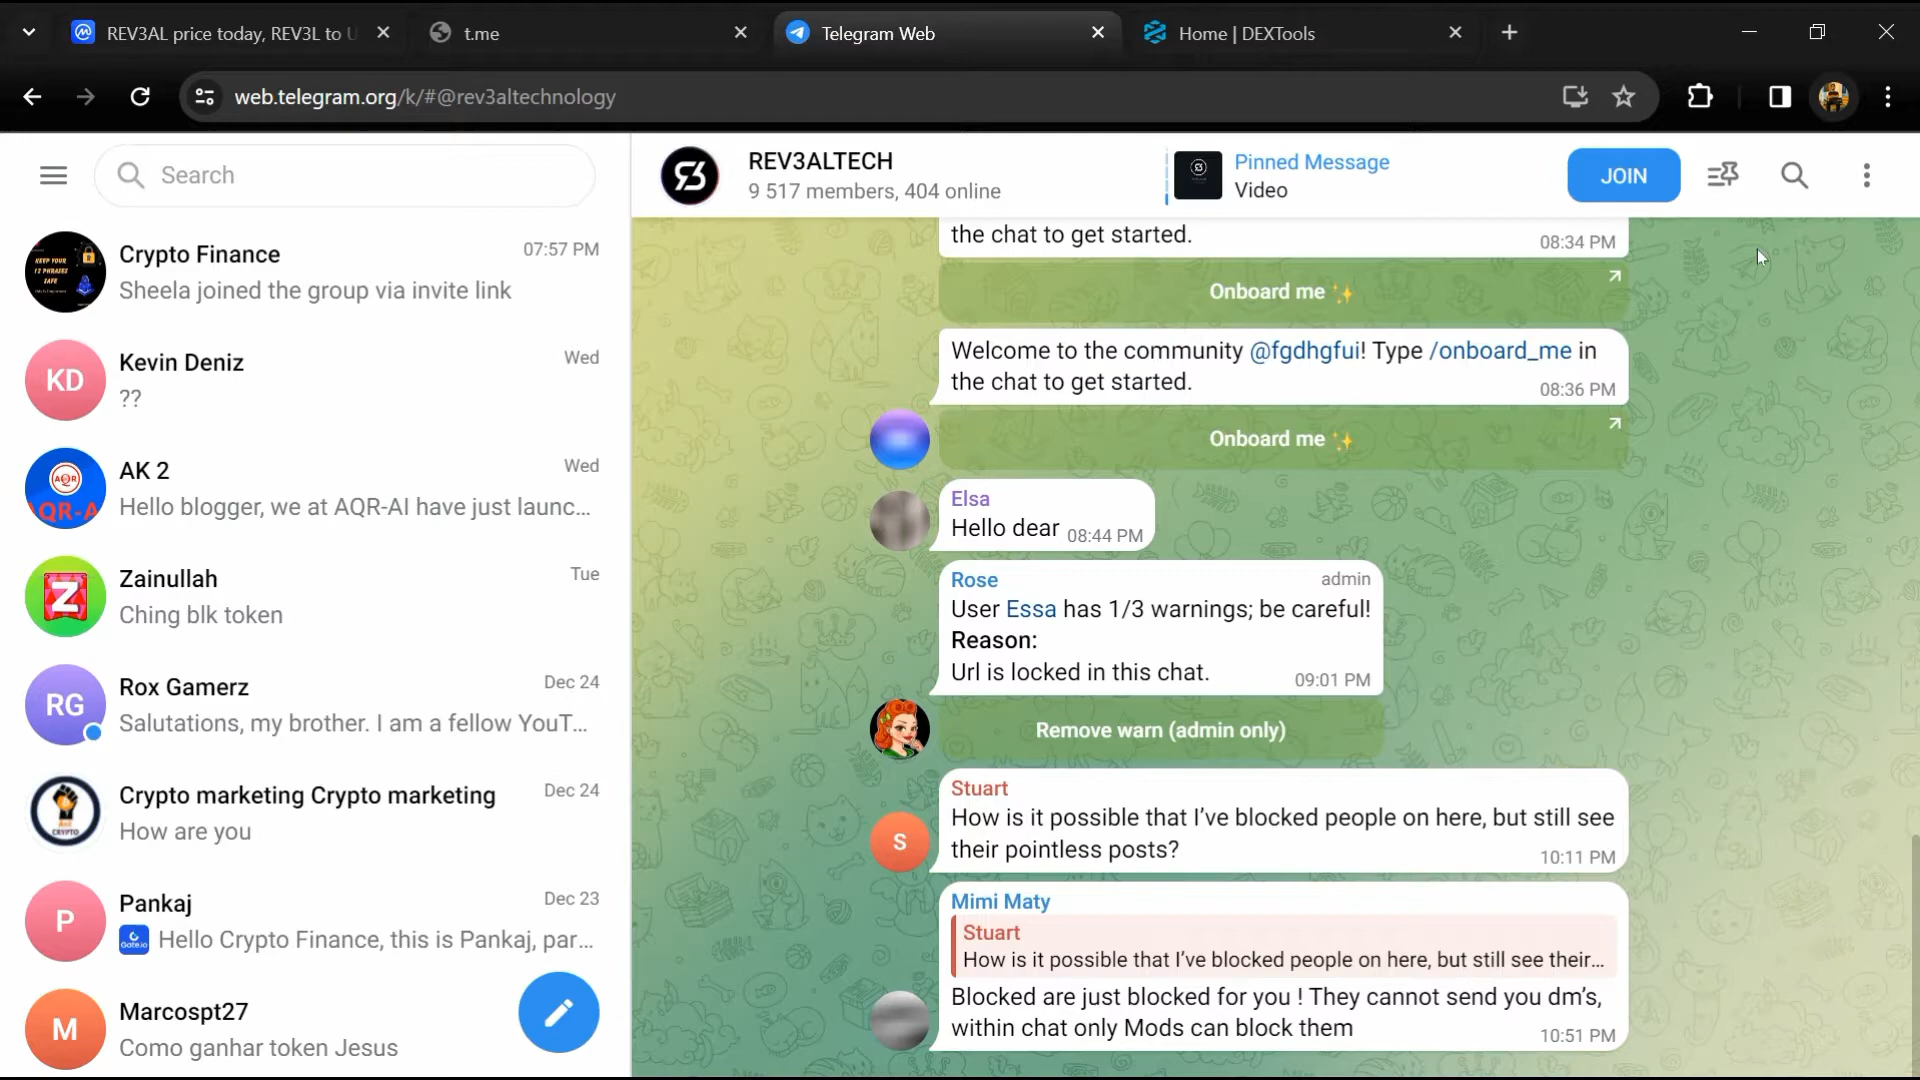 REV3AL price today, REV3L to U
t.me
Telegram Web
Home | DEXTools
web.telegram.org/k/#@rev3altechnology
Search
Crypto Finance
07:57 PM
Sheela joined the group via invite link
KD
Kevin Deniz
Wed
??
AK 2
Wed
Hello blogger, we at AQR-AI have just launc...
Zainullah
Tue
Ching blk token
RG
Rox Gamerz
Dec 24
Salutations, my brother. I am a fellow YouT...
Crypto marketing Crypto marketing
Dec 24
How are you
P
Pankaj
Dec 23
Hello Crypto Finance, this is Pankaj, par...
M
Marcospt27
Como ganhar token Jesus
REV3ALTECH
9 517 members, 404 online
Pinned Message
Video
JOIN
the chat to get started.
08:34 PM
Onboard me ✨
Welcome to the community @fgdhgfui! Type /onboard_me in
the chat to get started.
08:36 PM
Onboard me ✨
Elsa
Hello dear 08:44 PM
Rose admin
User Essa has 1/3 warnings; be careful!
Reason:
Url is locked in this chat.
09:01 PM
Remove warn (admin only)
Stuart
How is it possible that I've blocked people on here, but still see
their pointless posts?
10:11 PM
S
Mimi Maty
Stuart
How is it possible that I've blocked people on here, but still see their...
Blocked are just blocked for you ! They cannot send you dm's,
within chat only Mods can block them
10:51 PM